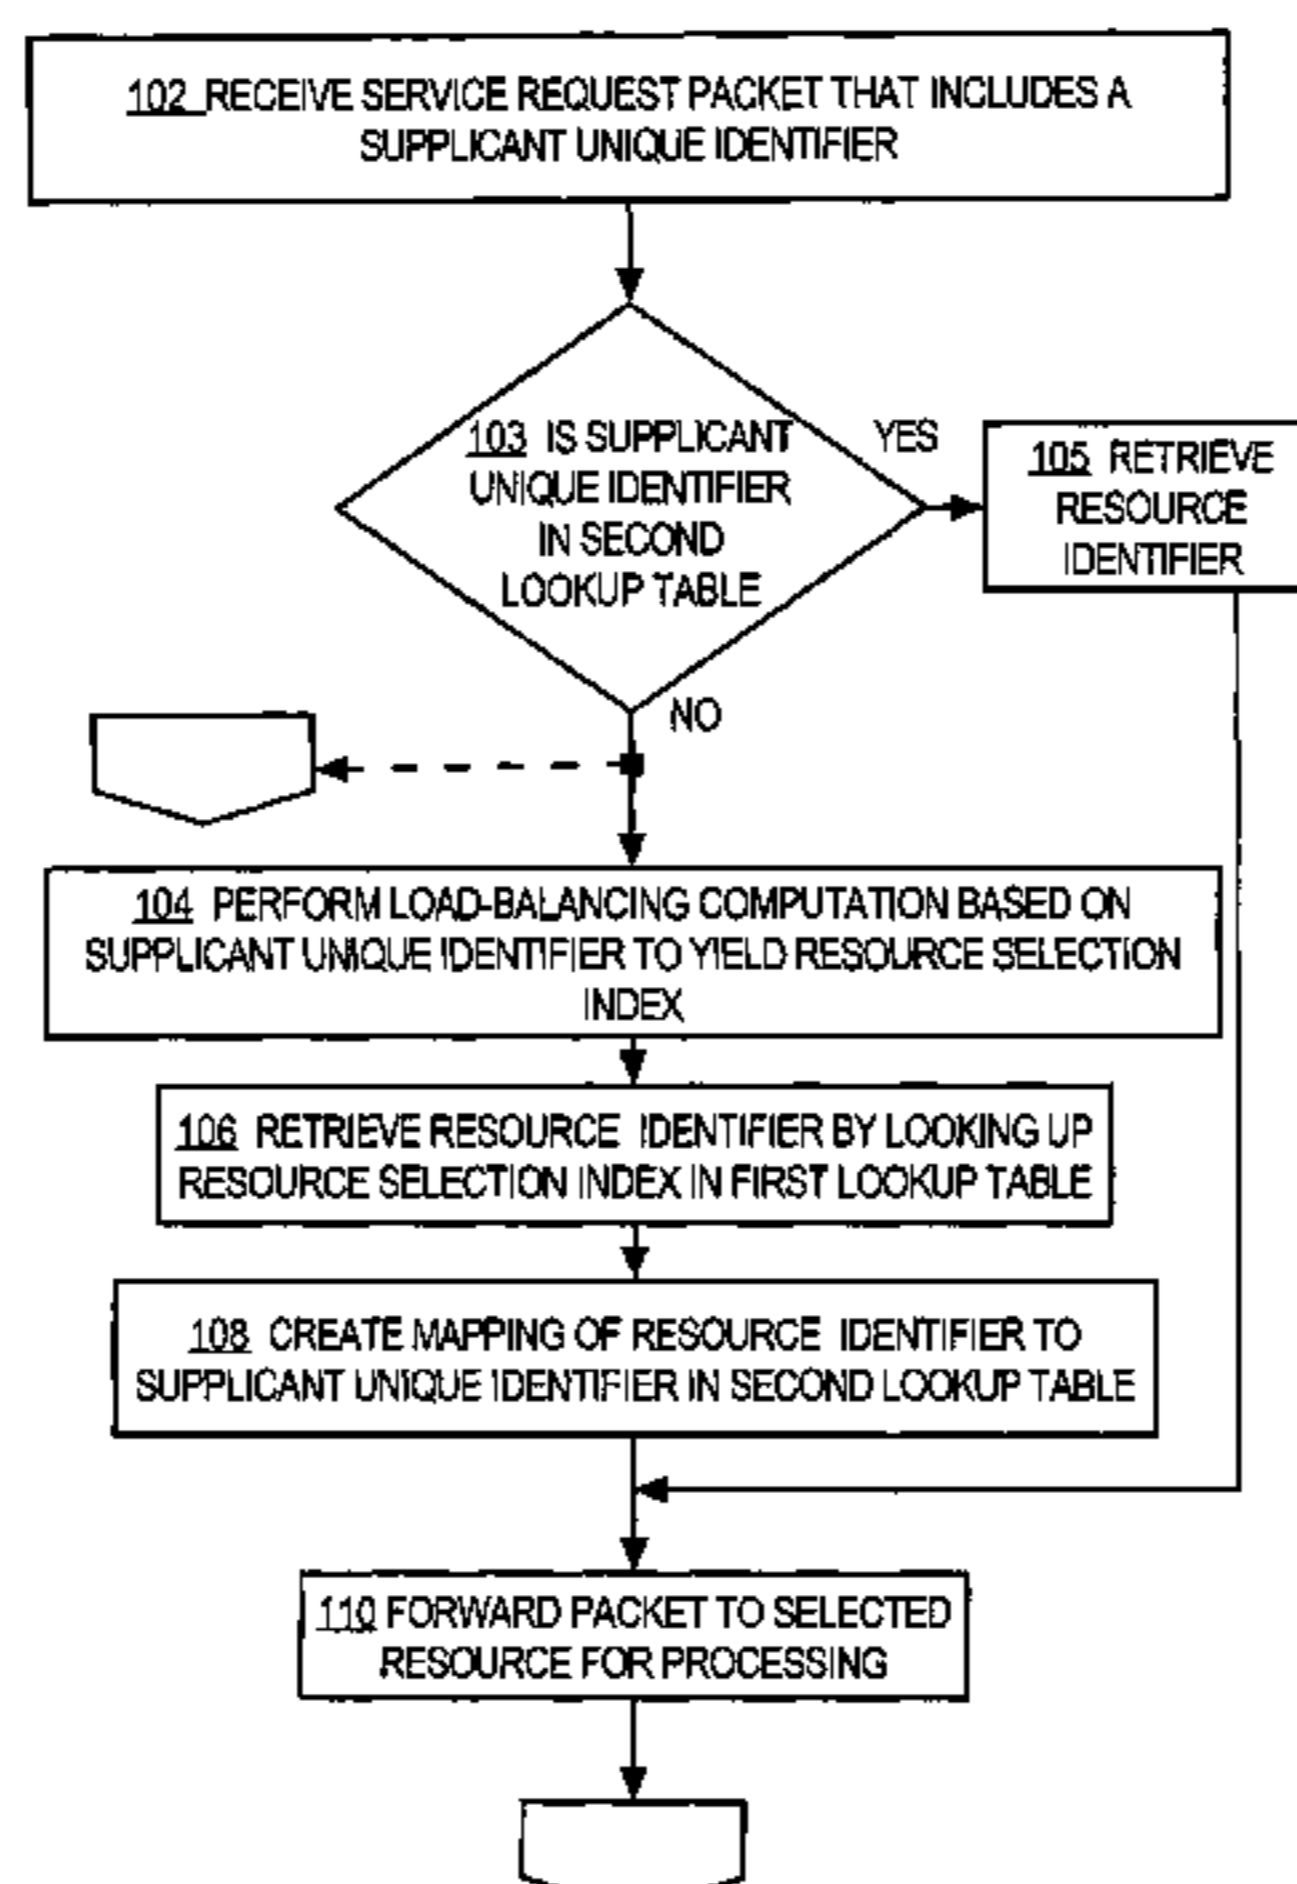 102 RECEIVE SERVICE REQUEST PACKET THAT INCLUDES A
SUPPLICANT UNIQUE IDENTIFIER
103 IS SUPPLICANT
UNIQUE IDENTIFIER
IN SECOND
LOOKUP TABLE
YES
105 RETRIEVE
RESOURCE
IDENTIFIER
NO
104 PERFORM LOAD-BALANCING COMPUTATION BASED ON
SUPPLICANT UNIQUE IDENTIFIER TO YIELD RESOURCE SELECTION
INDEX
106 RETRIEVE RESOURCE IDENTIFIER BY LOOKING UP
RESOURCE SELECTION INDEX IN FIRST LOOKUP TABLE
108 CREATE MAPPING OF RESOURCE IDENTIFIER TO
SUPPLICANT UNIQUE IDENTIFIER IN SECOND LOOKUP TABLE
110 FORWARD PACKET TO SELECTED
RESOURCE FOR PROCESSING